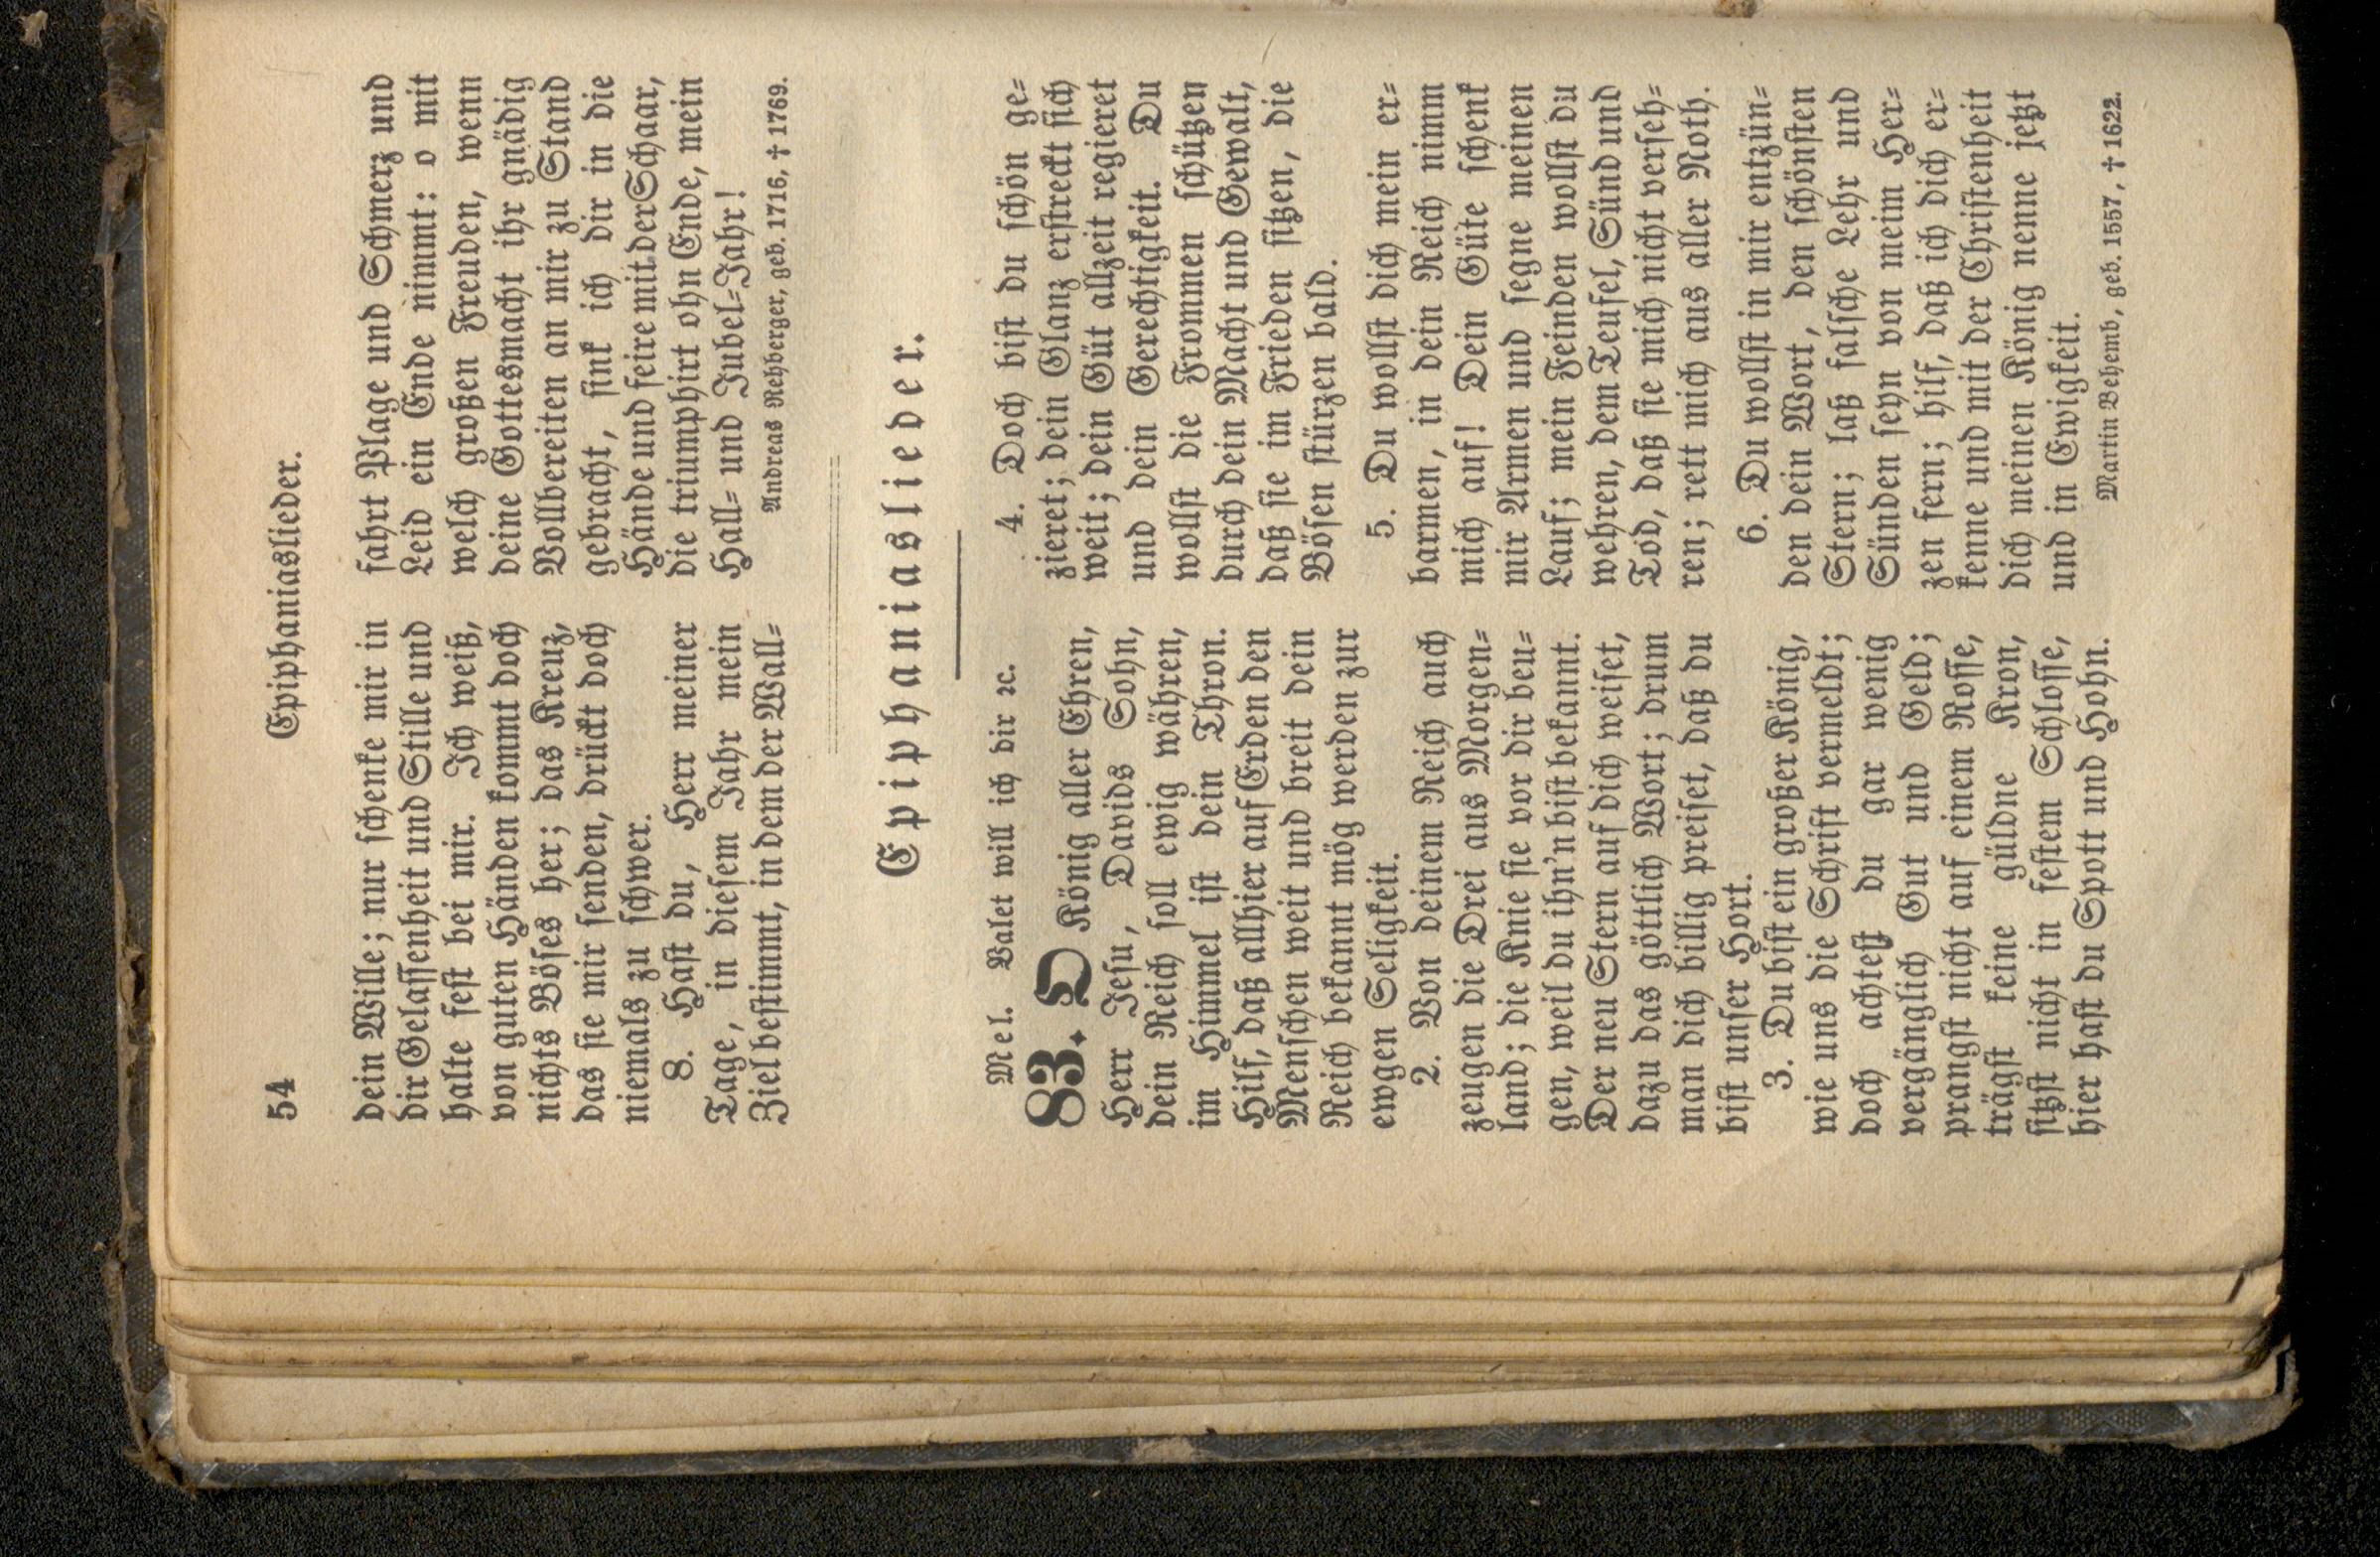 54
Epiphaniaslieder.
dein Wille; nur schenke mir in
dir Gelassenheit und Stille und
halte fest bei mir. Ich weiß,
von guten Händen kommt doch
nichts Böses her; das Kreuz,
das sie mir senden, drückt doch
niemals zu schwer.
8. Hast du, Herr meiner
Tage, in diesem Jahr mein
Ziel bestimmt, in dem der Wall=
fahrt Plage und Schmerz und
Leid ein Ende nimmt: o mit
welch großen Freuden, wenn
deine Gottesmacht ihr gnädig
Vollbereiten an mir zu Stand
gebracht, sink ich dir in die
Hände und feire mit der Schaar,
die triumphirt ohn Ende, mein
Hall= und Jubel=Jahr!
Andreas Rehberger, geb. 1716, † 1769.
Epiphaniaslieder.
Mel. Valet will ich dir ꝛc.
83. O König aller Ehren,
Herr Jesu, Davids Sohn,
dein Reich soll ewig währen,
im Himmel ist dein Thron.
Hilf, daß allhier auf Erden den
Menschen weit und breit dein
Reich bekannt mög werden zur
ewgen Seligkeit.
2. Von deinem Reich auch
zeugen die Drei aus Morgen=
land; die Knie sie vor dir beu=
gen, weil du ihn'n bist bekannt.
Der neu Stern auf dich weiset,
dazu das göttlich Wort; drum
man dich billig preiset, daß du
bist unser Hort.
3. Du bist ein großer König,
wie uns die Schrift vermeldt;
doch achtest du gar wenig
vergänglich Gut und Geld;
prangst nicht auf einem Rosse,
trägst keine güldne Kron,
sitzst nicht in festem Schlosse,
hier hast du Spott und Hohn.
4. Doch bist du schön ge=
zieret; dein Glanz erstreckt sich
weit; dein Güt allzeit regieret
und dein Gerechtigkeit. Du
wollst die Frommen schützen
durch dein Macht und Gewalt,
daß sie im Frieden sitzen, die
Bösen stürzen bald.
5. Du wollst dich mein er=
barmen, in dein Reich nimm
mich auf! Dein Güte schenk
mir Armen und segne meinen
Lauf; mein Feinden wollst du
wehren, dem Teufel, Sünd und
Tod, daß sie mich nicht verseh=
ren; rett mich aus aller Noth.
6. Du wollst in mir entzün=
den dein Wort, den schönsten
Stern; laß falsche Lehr und
Sünden seyn von meim Her=
zen fern; hilf, daß ich dich er=
kenne und mit der Christenheit
dich meinen König nenne jetzt
und in Ewigkeit.
Martin Behemb, geb. 1557, † 1622.